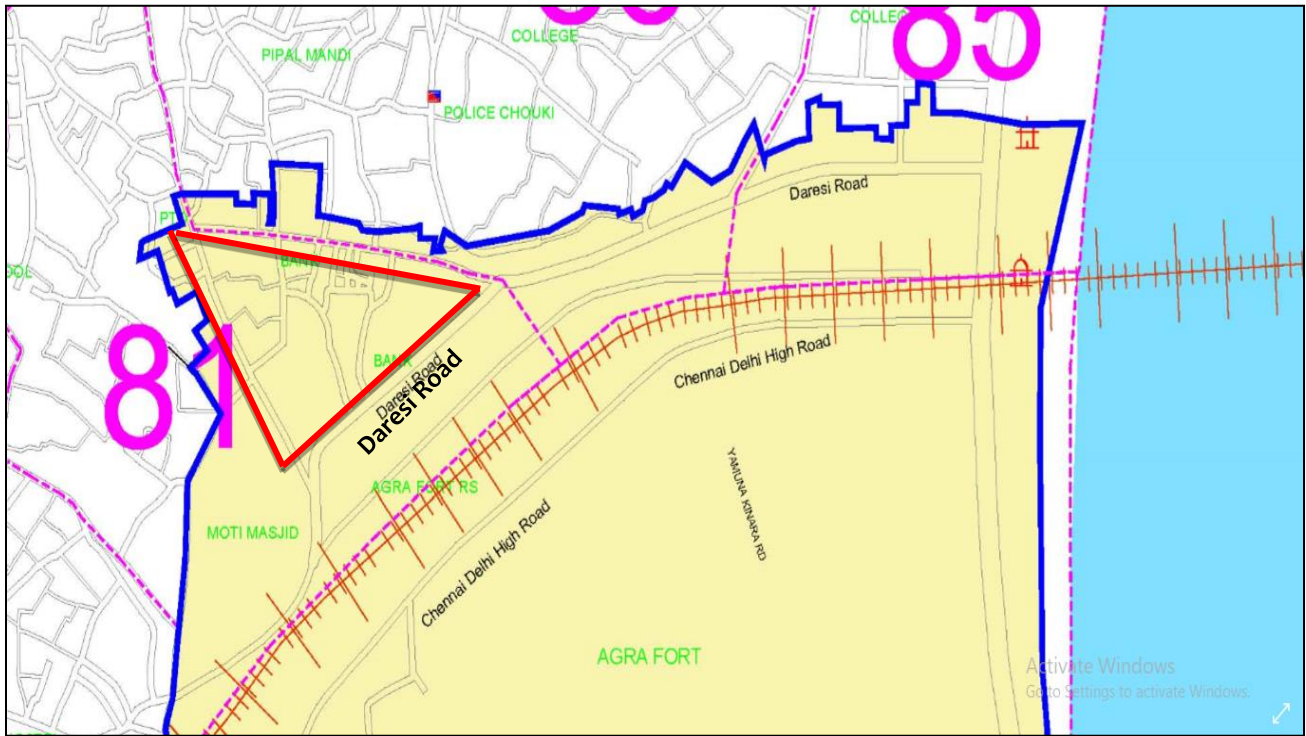 COLLEGE
85
COLLEGE
PIPAL MANDI
POLICE CHOUKI
Daresi Road
PT
BANK
81
BANK
Daresi Road
Daresi Road
Chennai Delhi High Road
AGRA FORT RS
YAMUNA KINARA RD
MOTI MASJID
Chennai Delhi High Road
AGRA FORT
Activate Windows
Go to Settings to activate Windows.